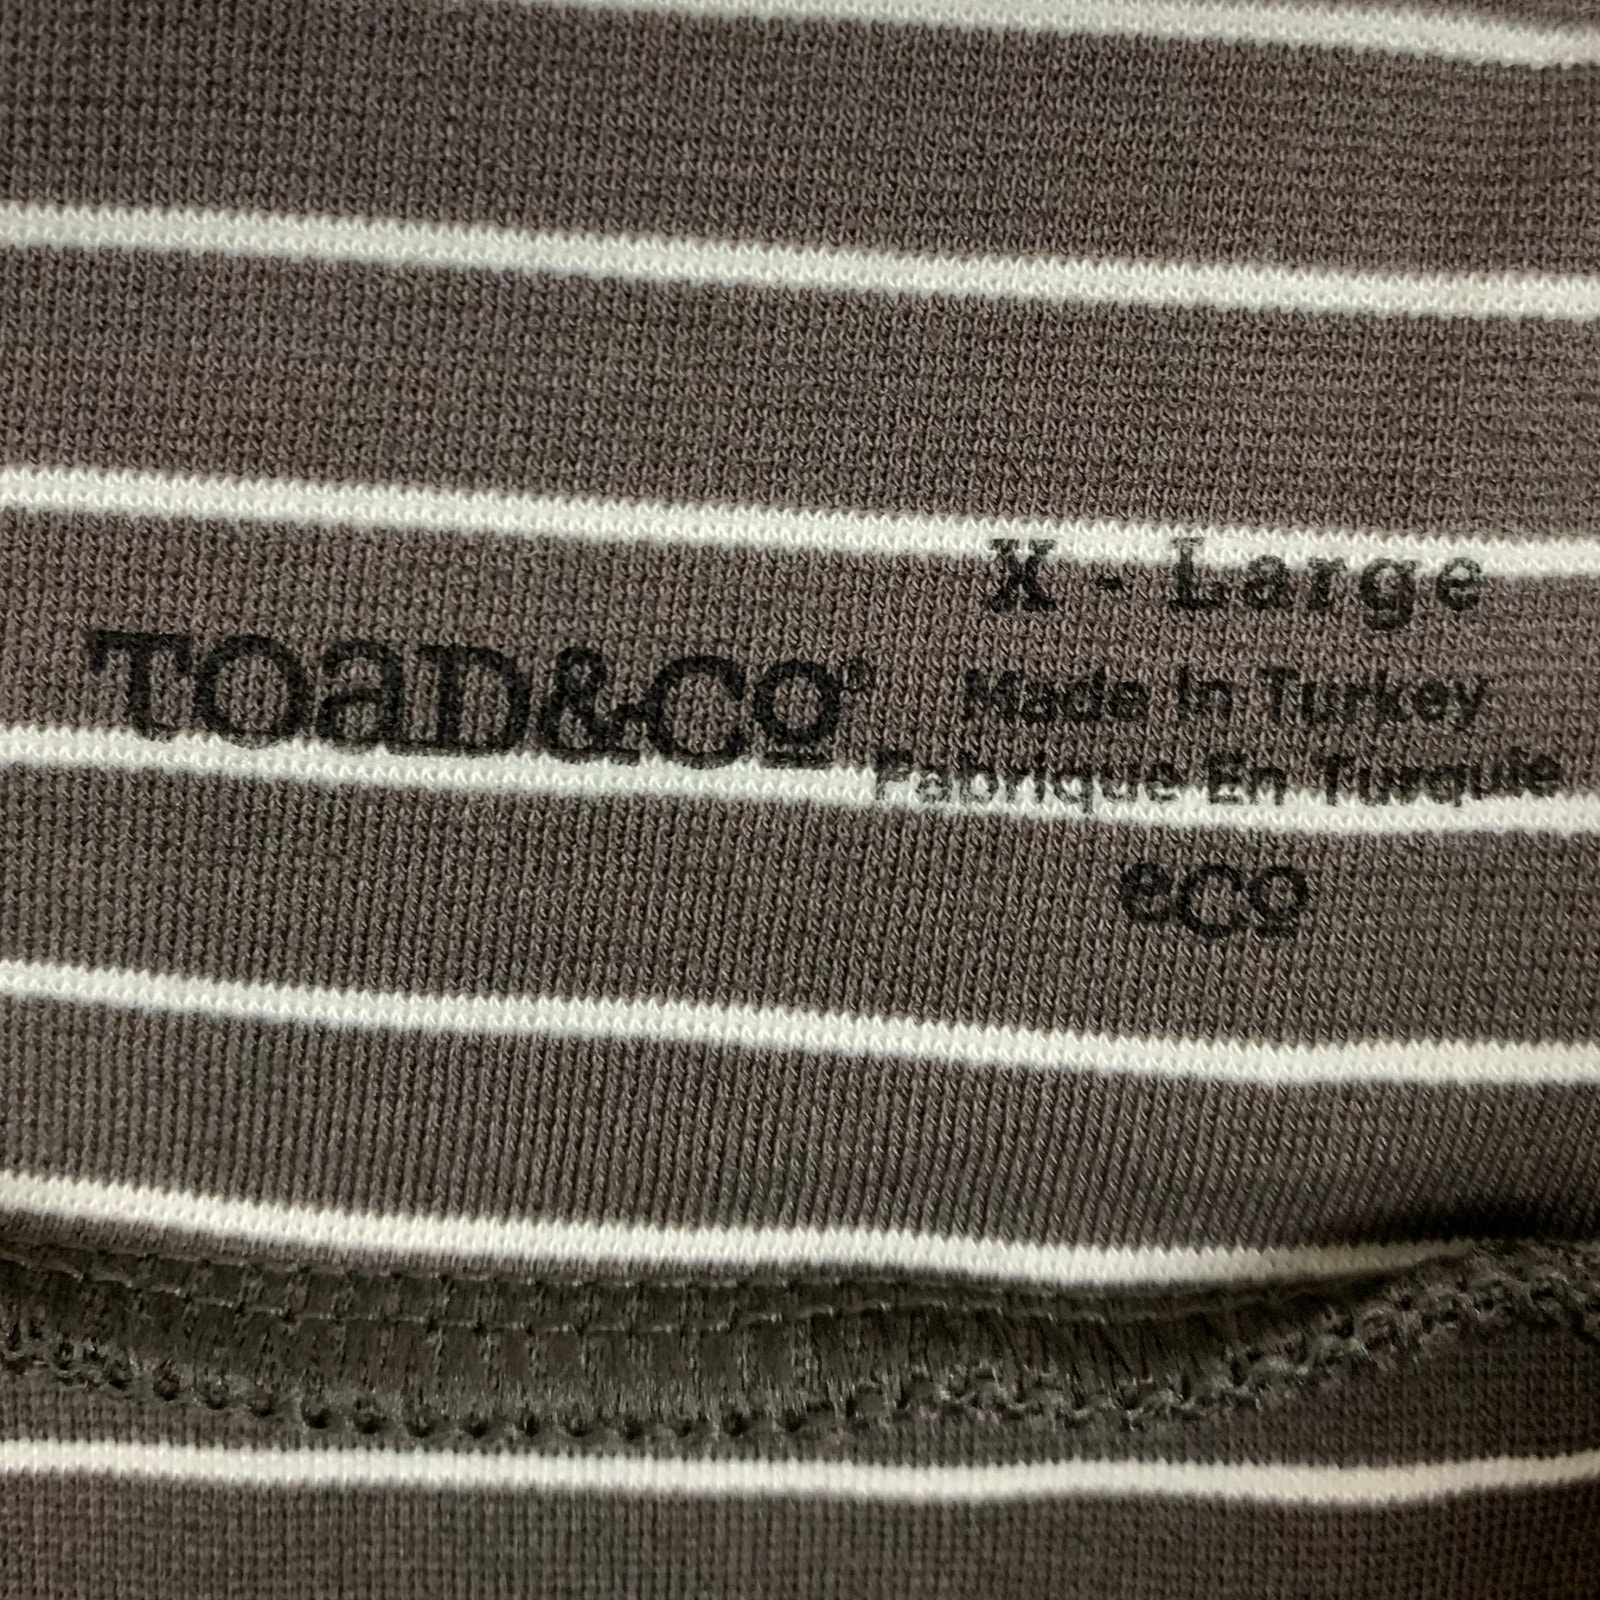 TOAD&CO®
X - Large
Made In Turkey
Fabrique En Turquie
eco